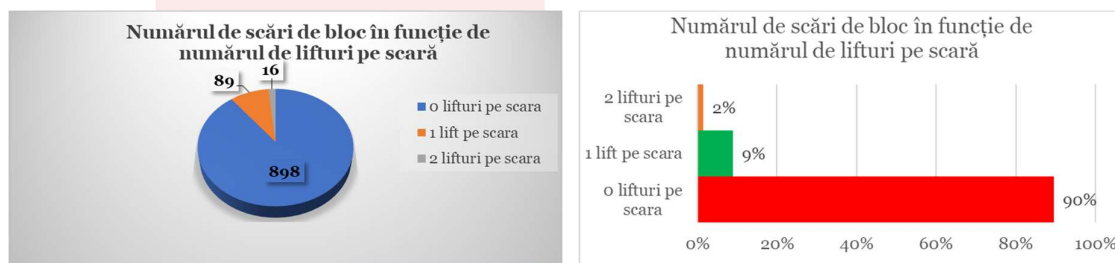 Numărul de scări de bloc în funcție de
numărul de lifturi pe scară
16
89
898
0 lifturi pe scara
1 lift pe scara
2 lifturi pe scara
Numărul de scări de bloc în funcție de
numărul de lifturi pe scară
2 lifturi pe
scara
2%
1 lift pe scara
9%
0 lifturi pe
scara
90%
0% 20% 40% 60% 80% 100%